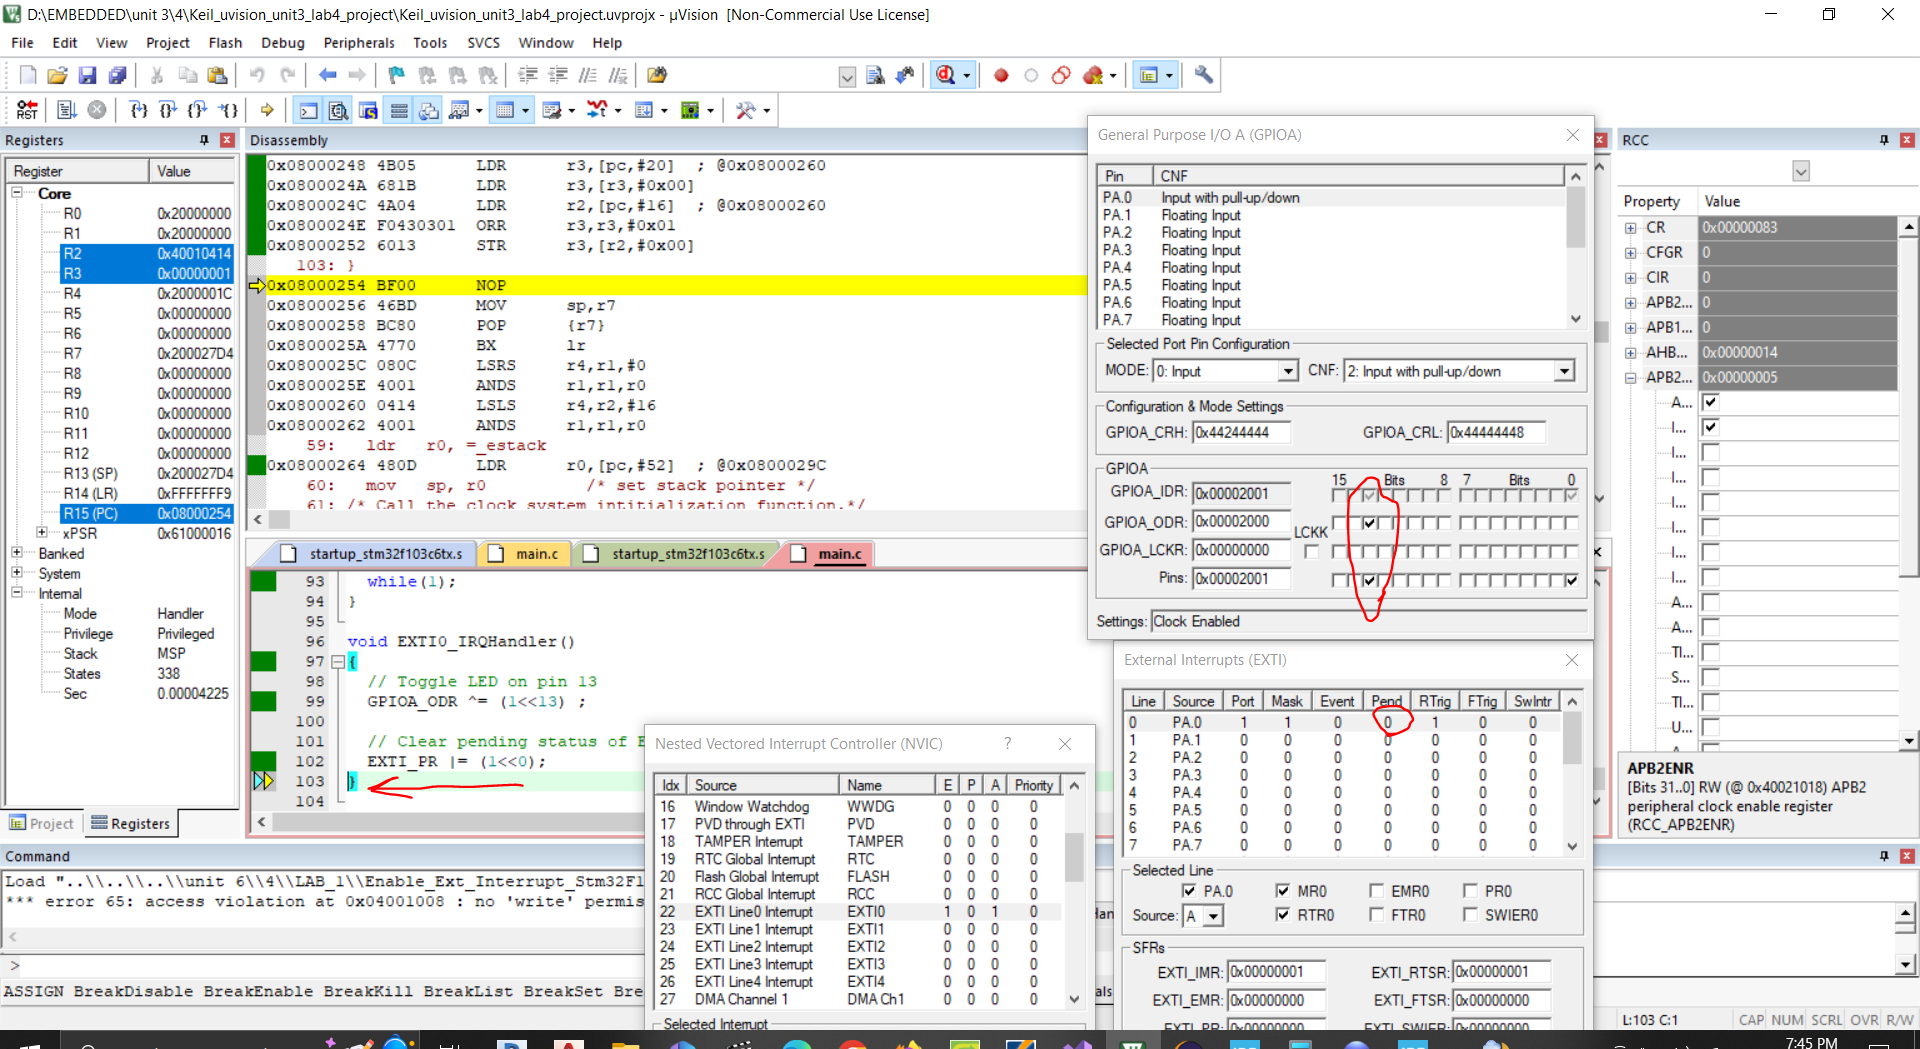 D:\EMBEDDED\unit 3\4\Keil_uvision_unit3_lab4_project\Keil_uvision_unit3_lab4_project.uvprojx - µVision  [Non-Commercial Use License]
File Edit View Project Flash Debug Peripherals Tools SVCS Window Help
RST
Registers
Register Value
Core
R0 0x20000000
R1 0x20000000
R2 0x40010414
R3 0x00000001
R4 0x2000001C
R5 0x00000000
R6 0x00000000
R7 0x200027D4
R8 0x00000000
R9 0x00000000
R10 0x00000000
R11 0x00000000
R12 0x00000000
R13 (SP) 0x200027D4
R14 (LR) 0xFFFFFFF9
R15 (PC) 0x08000254
xPSR 0x61000016
Banked
System
Internal
Mode Handler
Privilege Privileged
Stack MSP
States 338
Sec 0.00004225
Project Registers
Disassembly
0x08000248 4B05 LDR r3,[pc,#20] ; @0x08000260
0x0800024A 681B LDR r3,[r3,#0x00]
0x0800024C 4A04 LDR r2,[pc,#16] ; @0x08000260
0x0800024E F0430301 ORR r3,r3,#0x01
0x08000252 6013 STR r3,[r2,#0x00]
103: }
0x08000254 BF00 NOP
0x08000256 46BD MOV sp,r7
0x08000258 BC80 POP {r7}
0x0800025A 4770 BX lr
0x0800025C 080C LSRS r4,r1,#0
0x0800025E 4001 ANDS r1,r1,r0
0x08000260 0414 LSLS r4,r2,#16
0x08000262 4001 ANDS r1,r1,r0
59: ldr r0, =_estack
0x08000264 480D LDR r0,[pc,#52] ; @0x0800029C
60: mov sp, r0 /* set stack pointer */
61: /* Call the clock system intitialization function.*/
startup_stm32f103c6tx.s main.c startup_stm32f103c6tx.s main.c
93 while(1);
94 }
95
96 void EXTI0_IRQHandler()
97 {
98 // Toggle LED on pin 13
99 GPIOA_ODR ^= (1<<13) ;
100
101 // Clear pending status of E
102 EXTI_PR |= (1<<0);
103 }
104
General Purpose I/O A (GPIOA)
Pin CNF
PA.0 Input with pull-up/down
PA.1 Floating Input
PA.2 Floating Input
PA.3 Floating Input
PA.4 Floating Input
PA.5 Floating Input
PA.6 Floating Input
PA.7 Floating Input
Selected Port Pin Configuration
MODE: 0: Input CNF: 2: Input with pull-up/down
Configuration & Mode Settings
GPIOA_CRH: 0x44244444 GPIOA_CRL: 0x44444448
GPIOA
15 Bits 8 7 Bits 0
GPIOA_IDR: 0x00002001
GPIOA_ODR: 0x00002000
LCKK
GPIOA_LCKR: 0x00000000
Pins: 0x00002001
Settings: Clock Enabled
External Interrupts (EXTI)
Line Source Port Mask Event Pend RTrig FTrig SwIntr
0 PA.0 1 1 0 0 1 0 0
1 PA.1 0 0 0 0 0 0 0
2 PA.2 0 0 0 0 0 0 0
3 PA.3 0 0 0 0 0 0 0
4 PA.4 0 0 0 0 0 0 0
5 PA.5 0 0 0 0 0 0 0
6 PA.6 0 0 0 0 0 0 0
7 PA.7 0 0 0 0 0 0 0
Selected Line
PA.0 MR0 EMR0 PR0
Source: A RTR0 FTR0 SWIER0
SFRs
EXTI_IMR: 0x00000001 EXTI_RTSR: 0x00000001
EXTI_EMR: 0x00000000 EXTI_FTSR: 0x00000000
EXTI_PR: 0x00000000 EXTI_SWIER: 0x00000000
Nested Vectored Interrupt Controller (NVIC) ?
Idx Source Name E P A Priority
16 Window Watchdog WWDG 0 0 0 0
17 PVD through EXTI PVD 0 0 0 0
18 TAMPER Interrupt TAMPER 0 0 0 0
19 RTC Global Interrupt RTC 0 0 0 0
20 Flash Global Interrupt FLASH 0 0 0 0
21 RCC Global Interrupt RCC 0 0 0 0
22 EXTI Line0 Interrupt EXTI0 1 0 1 0
23 EXTI Line1 Interrupt EXTI1 0 0 0 0
24 EXTI Line2 Interrupt EXTI2 0 0 0 0
25 EXTI Line3 Interrupt EXTI3 0 0 0 0
26 EXTI Line4 Interrupt EXTI4 0 0 0 0
27 DMA Channel 1 DMA Ch1 0 0 0 0
Selected Interrupt
RCC
Property Value
CR 0x00000083
CFGR 0
CIR 0
APB2... 0
APB1... 0
AHB... 0x00000014
APB2... 0x00000005
A...
I...
I...
I...
I...
I...
I...
I...
A...
A...
TI...
S...
TI...
U...
APB2ENR
[Bits 31..0] RW (@ 0x40021018) APB2
peripheral clock enable register
(RCC_APB2ENR)
Command
Load "..\\..\\..\\unit 6\\4\\LAB_1\\Enable_Ext_Interrupt_Stm32F1
*** error 65: access violation at 0x04001008 : no 'write' permis
>
ASSIGN BreakDisable BreakEnable BreakKill BreakList BreakSet Bre
L:103 C:1 CAP NUM SCRL OVR R/W
7:45 PM